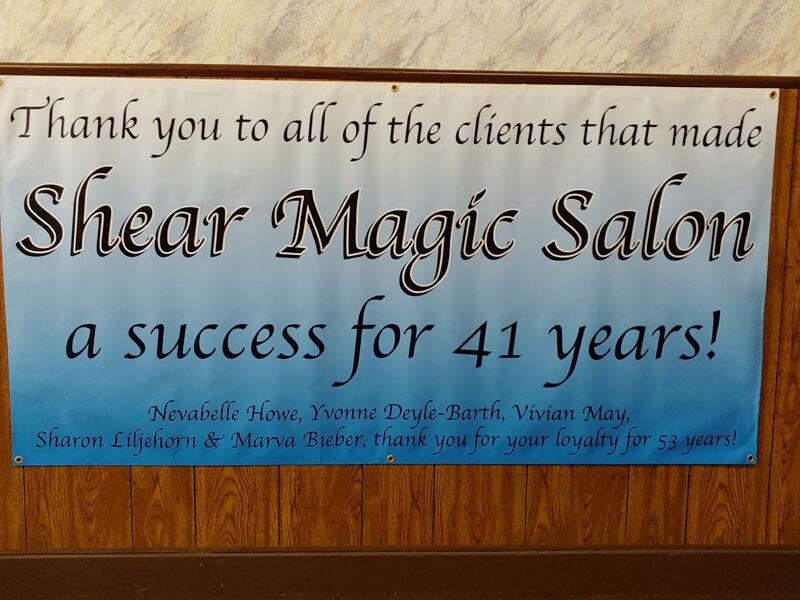 Thank you to all of the clients that made
Shear Magic Salon
a success for 41 years!
Nevabelle Howe, Yvonne Deyle-Barth, Vivian May,
Sharon Liljehorn & Marva Bieber, thank you for your loyalty for 53 years!